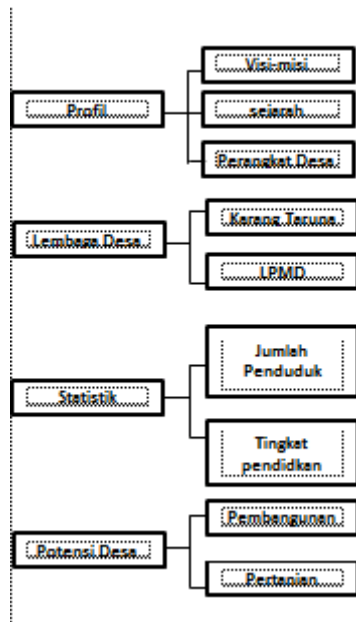 Visi-misi
Profil
sejarah
Perangkat Desa
Karang Taruna
Lembaga Desa
LPMD
Jumlah
Penduduk
Statistik
Tingkat
pendidkan
Pembangunan
Potensi Desa
Pertanian